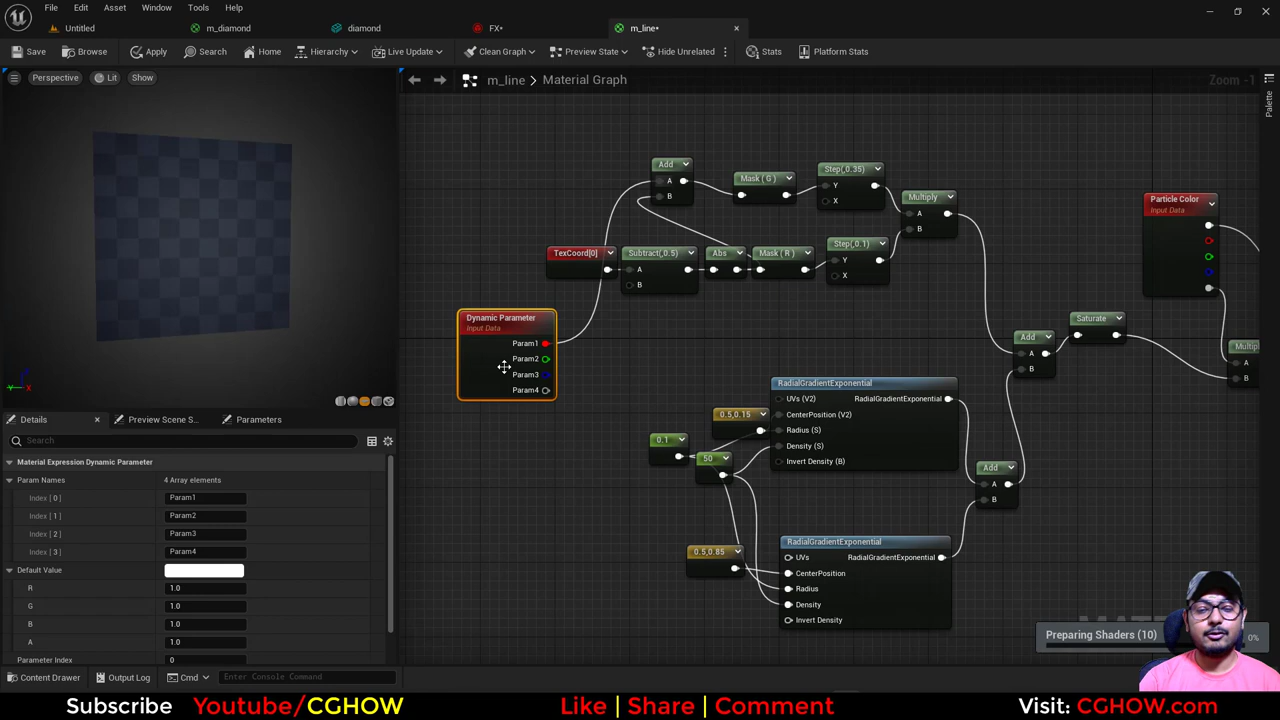 File Edit Asset Window Tools Help
Untitled m_diamond diamond FX• m_line•
Save Browse Apply Search Home Hierarchy Live Update Clean Graph Preview State Hide Unrelated Stats Platform Stats
Perspective Lit Show
m_line > Material Graph
Zoom -1
Palette
Add
A
B
Mask ( G )
Step(,0.35)
Y
X
Multiply
A
B
Particle Color
Input Data
TexCoord[0]
Subtract(,0.5)
A
B
Abs
Mask ( R )
Step(,0.1)
Y
X
Dynamic Parameter
Input Data
Param1
Param2
Param3
Param4
Add
A
B
Saturate
Multipl
A
B
RadialGradientExponential
UVs (V2) RadialGradientExponential
CenterPosition (V2)
Radius (S)
Density (S)
Invert Density (B)
0.5,0.15
0.1
50
Add
A
B
0.5,0.85
RadialGradientExponential
UVs RadialGradientExponential
CenterPosition
Radius
Density
Invert Density
Details Preview Scene S... Parameters
Search
Material Expression Dynamic Parameter
Param Names 4 Array elements
Index [ 0 ] Param1
Index [ 1 ] Param2
Index [ 2 ] Param3
Index [ 3 ] Param4
Default Value
R 1.0
G 1.0
B 1.0
A 1.0
Parameter Index 0
Preparing Shaders (10) 0%
Content Drawer Output Log Cmd Enter Console Command
Subscribe Youtube/CGHOW Like | Share | Comment Visit: CGHOW.com